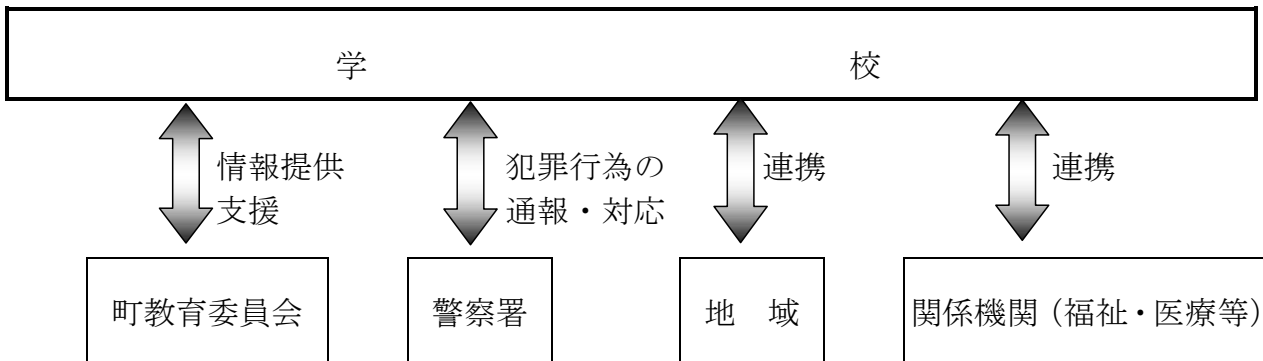 学 校
情報提供
支援
犯罪行為の
通報・対応
連携
連携
町教育委員会
警察署
地 域
関係機関（福祉・医療等）